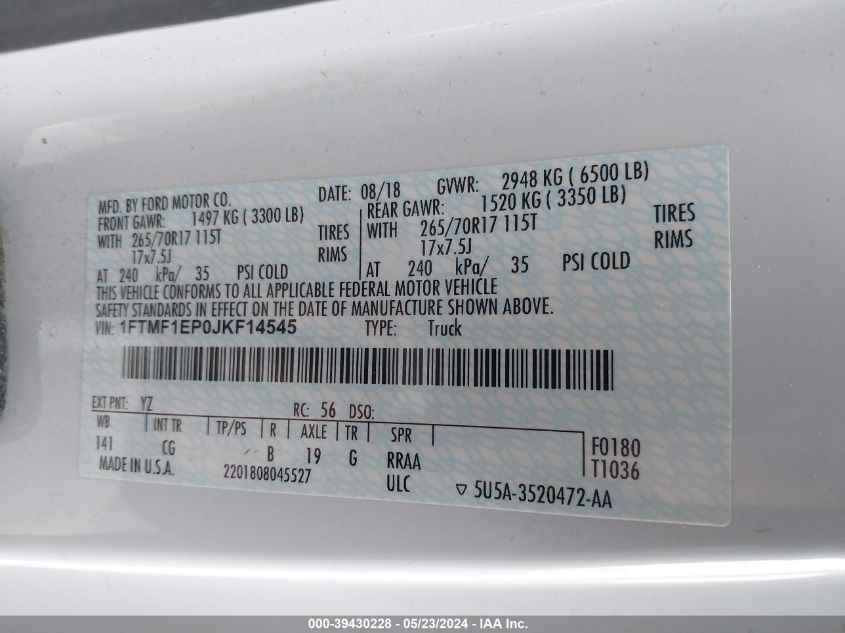 MFD. BY FORD MOTOR CO. DATE: 08/18 GVWR: 2948 KG ( 6500 LB)
FRONT GAWR: 1497 KG ( 3300 LB) REAR GAWR: 1520 KG ( 3350 LB)
WITH 265/70R17 115T TIRES WITH 265/70R17 115T TIRES
17x7.5J RIMS 17x7.5J RIMS
AT 240 kPa/ 35 PSI COLD AT 240 kPa/ 35 PSI COLD
THIS VEHICLE CONFORMS TO ALL APPLICABLE FEDERAL MOTOR VEHICLE
SAFETY STANDARDS IN EFFECT ON THE DATE OF MANUFACTURE SHOWN ABOVE.
VIN: 1FTMF1EP0JKF14545 TYPE: Truck
EXT PNT: YZ RC: 56 DSO:
WB INT TR TP/PS R AXLE TR SPR
141 CG B 19 G RRAA F0180
MADE IN U.S.A. 2201808045527 ULC T1036
▽ 5U5A-3520472-AA
000-39430228 - 05/23/2024 - IAA Inc.